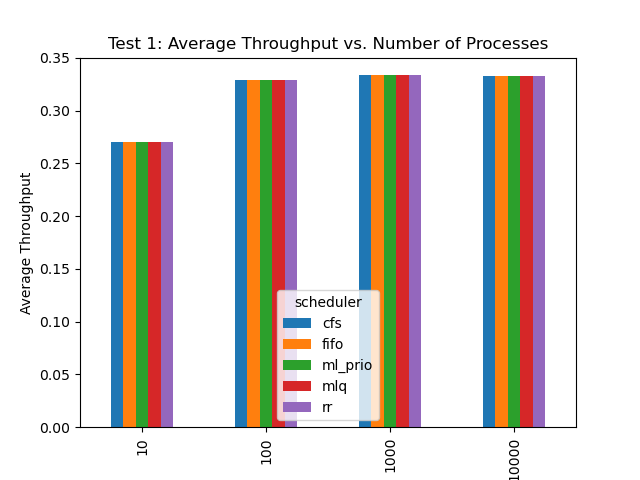 Test 1: Average Throughput vs. Number of Processes
Average Throughput
0.35
0.30
0.25
0.20
0.15
0.10
0.05
0.00
scheduler
cfs
fifo
ml_prio
mlq
rr
10
100
1000
10000